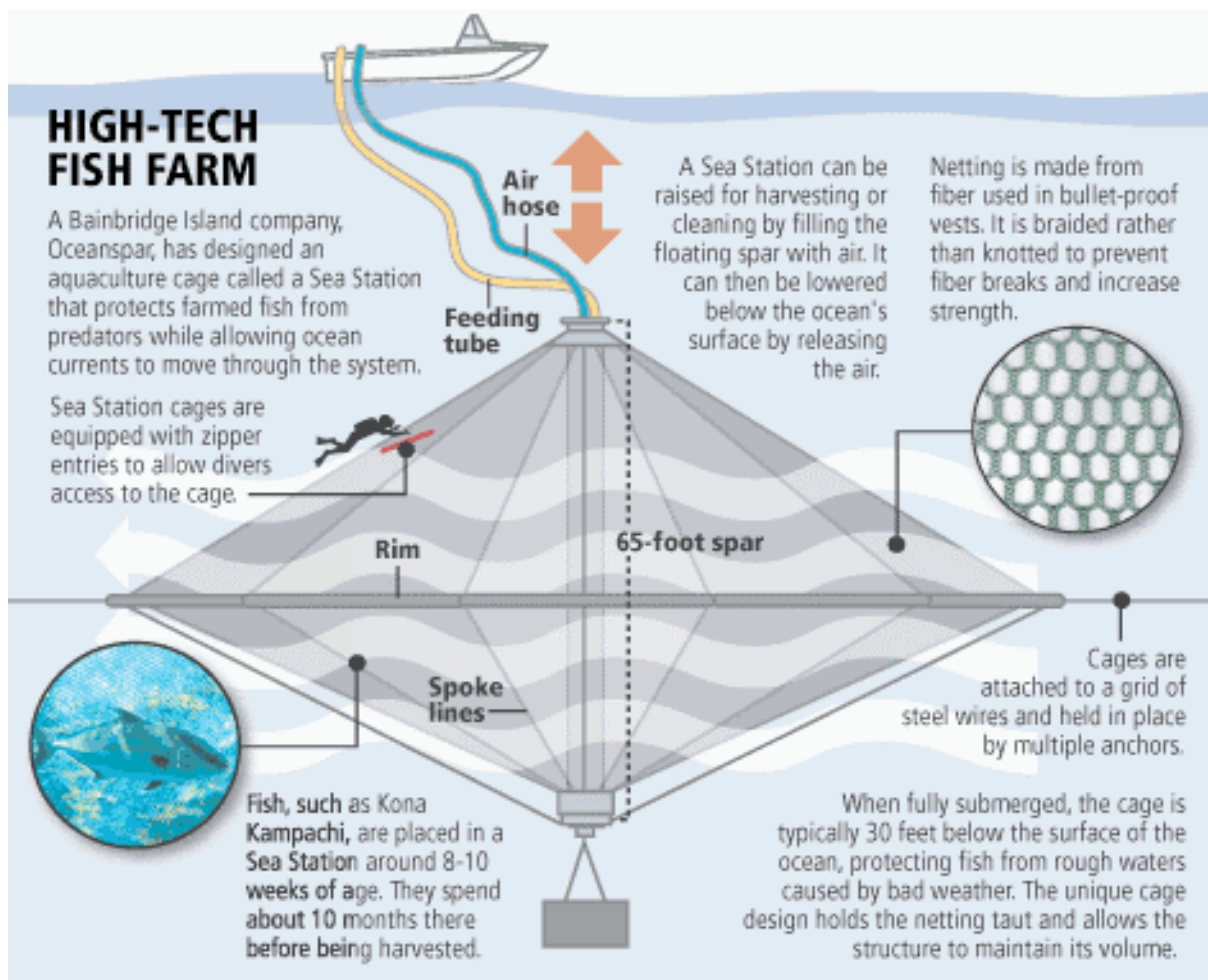 HIGH-TECH
FISH FARM
A Bainbridge Island company,
Oceanspar, has designed an
aquaculture cage called a Sea Station
that protects farmed fish from
predators while allowing ocean
currents to move through the system.
Sea Station cages are
equipped with zipper
entries to allow divers
access to the cage.
Air
hose
Feeding
tube
A Sea Station can be
raised for harvesting or
cleaning by filling the
floating spar with air. It
can then be lowered
below the ocean's
surface by releasing
the air.
Netting is made from
fiber used in bullet-proof
vests. It is braided rather
than knotted to prevent
fiber breaks and increase
strength.
Rim
65-foot spar
Spoke
lines
Cages are
attached to a grid of
steel wires and held in place
by multiple anchors.
Fish, such as Kona
Kampachi, are placed in a
Sea Station around 8-10
weeks of age. They spend
about 10 months there
before being harvested.
When fully submerged, the cage is
typically 30 feet below the surface of the
ocean, protecting fish from rough waters
caused by bad weather. The unique cage
design holds the netting taut and allows the
structure to maintain its volume.